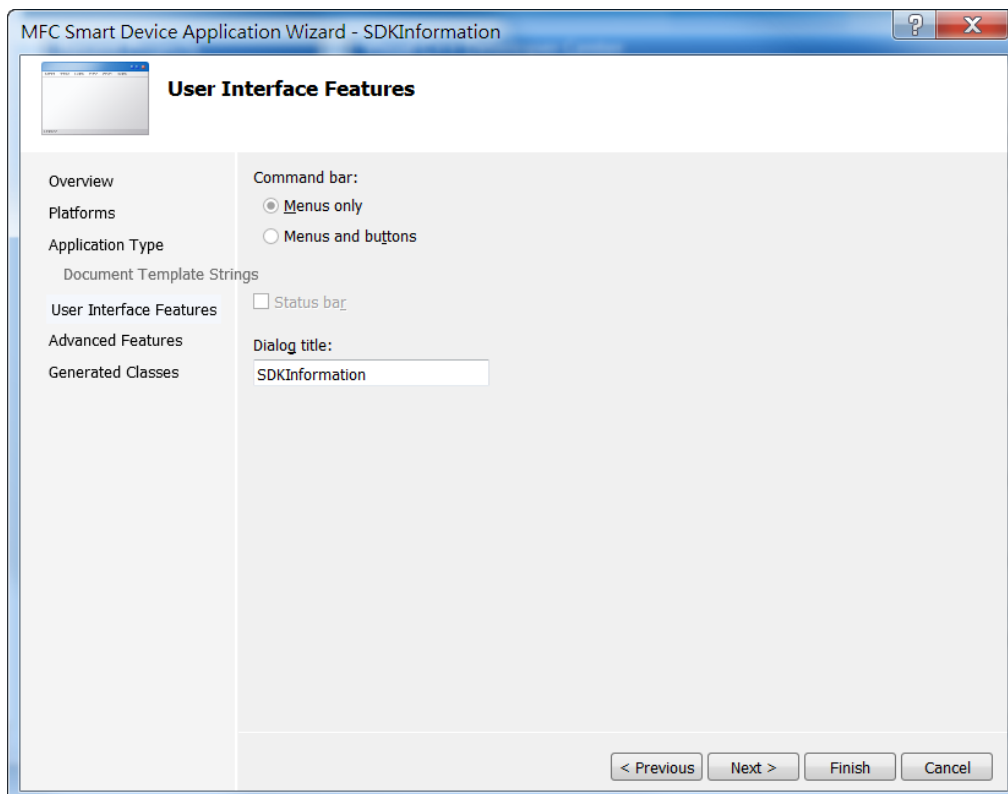 MFC Smart Device Application Wizard - SDKInformation
User Interface Features
Overview
Platforms
Application Type
Document Template Strings
User Interface Features
Advanced Features
Generated Classes
Command bar:
Menus only
Menus and buttons
Status bar
Dialog title:
SDKInformation
< Previous
Next >
Finish
Cancel